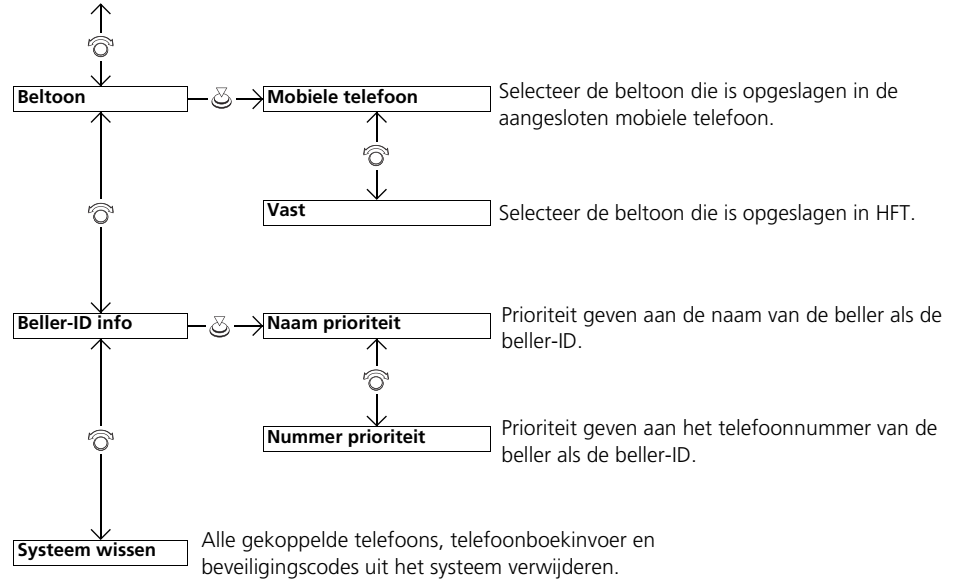 Beltoon
Mobiele telefoon
Selecteer de beltoon die is opgeslagen in de
aangesloten mobiele telefoon.
Vast
Selecteer de beltoon die is opgeslagen in HFT.
Beller-ID info
Naam prioriteit
Prioriteit geven aan de naam van de beller als de
beller-ID.
Nummer prioriteit
Prioriteit geven aan het telefoonnummer van de
beller als de beller-ID.
Systeem wissen
Alle gekoppelde telefoons, telefoonboekinvoer en
beveiligingscodes uit het systeem verwijderen.